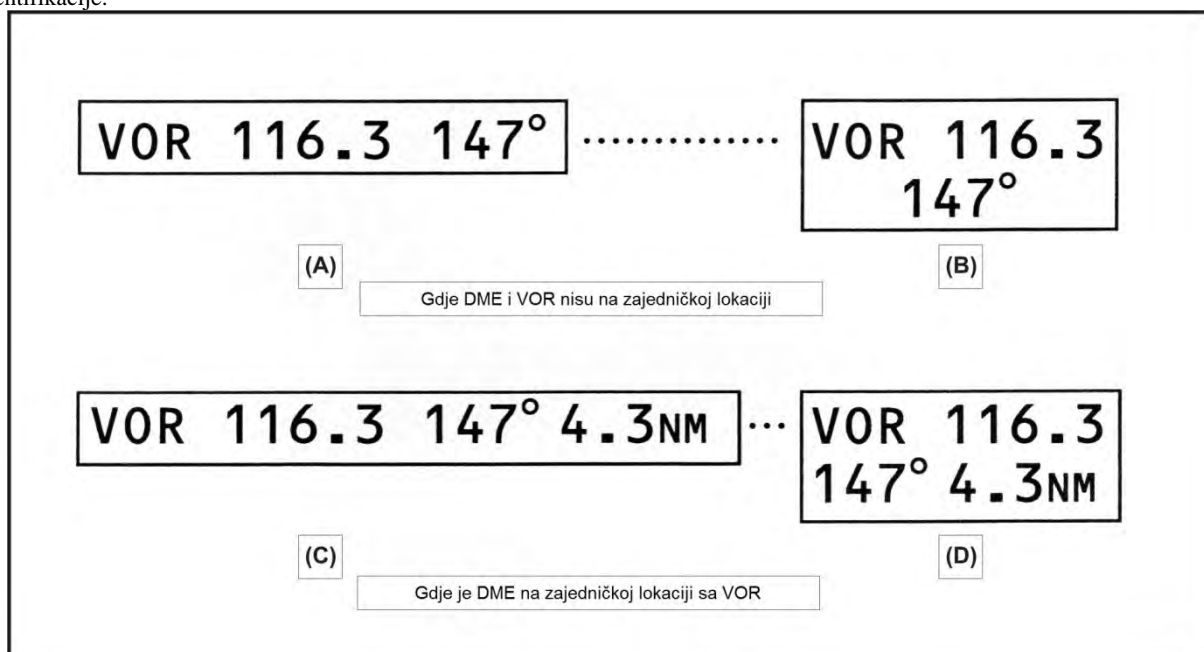 VOR 116.3 147° .............. VOR 116.3
147°
(A) (B)
Gdje DME i VOR nisu na zajedničkoj lokaciji
VOR 116.3 147° 4.3NM ... VOR 116.3
147° 4.3NM
(C) (D)
Gdje je DME na zajedničkoj lokaciji sa VOR